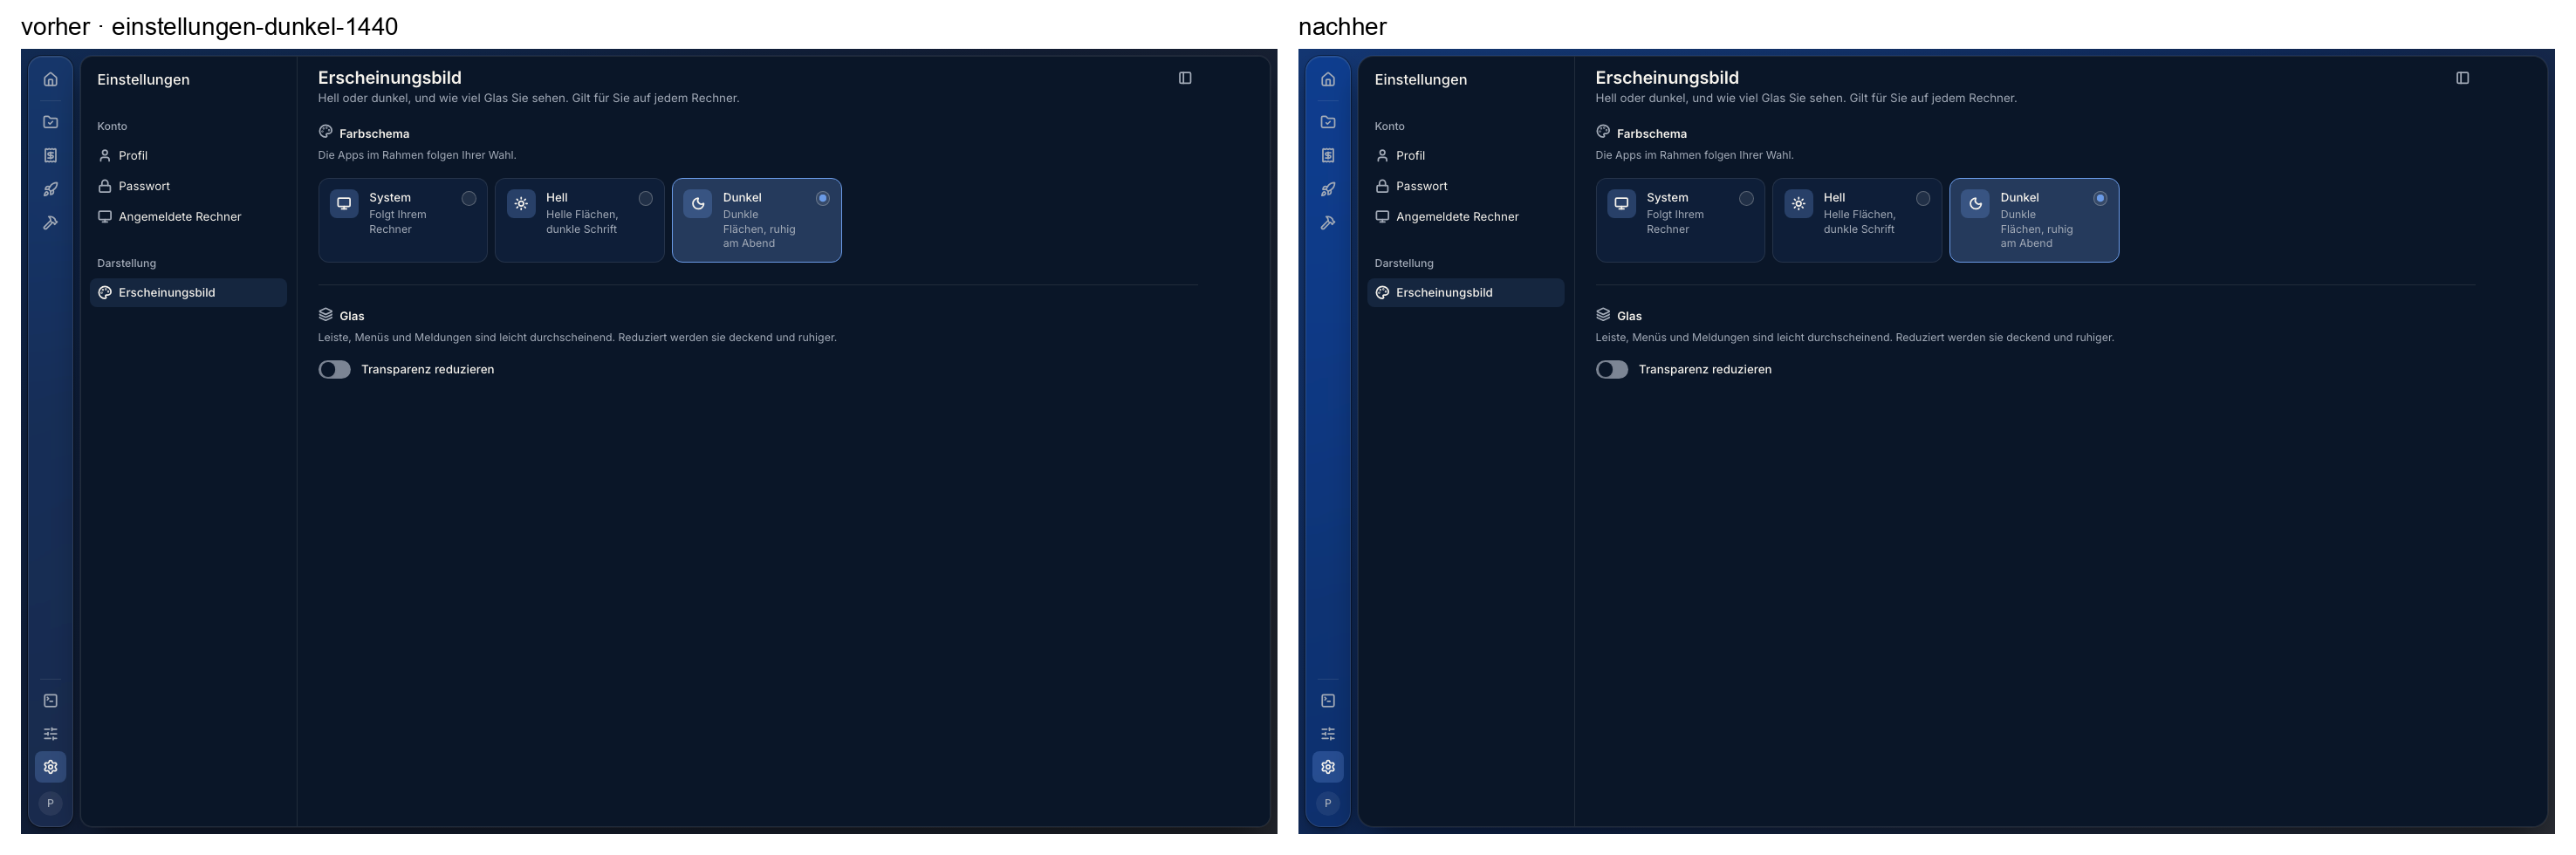 vorher · einstellungen-dunkel-1440
Einstellungen
Konto
Profil
Passwort
Angemeldete Rechner
Darstellung
Erscheinungsbild
P
Erscheinungsbild
Hell oder dunkel, und wie viel Glas Sie sehen. Gilt für Sie auf jedem Rechner.
Farbschema
Die Apps im Rahmen folgen Ihrer Wahl.
System
Folgt Ihrem
Rechner
Hell
Helle Flächen,
dunkle Schrift
Dunkel
Dunkle
Flächen, ruhig
am Abend
Glas
Leiste, Menüs und Meldungen sind leicht durchscheinend. Reduziert werden sie deckend und ruhiger.
Transparenz reduzieren
nachher
Einstellungen
Konto
Profil
Passwort
Angemeldete Rechner
Darstellung
Erscheinungsbild
P
Erscheinungsbild
Hell oder dunkel, und wie viel Glas Sie sehen. Gilt für Sie auf jedem Rechner.
Farbschema
Die Apps im Rahmen folgen Ihrer Wahl.
System
Folgt Ihrem
Rechner
Hell
Helle Flächen,
dunkle Schrift
Dunkel
Dunkle
Flächen, ruhig
am Abend
Glas
Leiste, Menüs und Meldungen sind leicht durchscheinend. Reduziert werden sie deckend und ruhiger.
Transparenz reduzieren